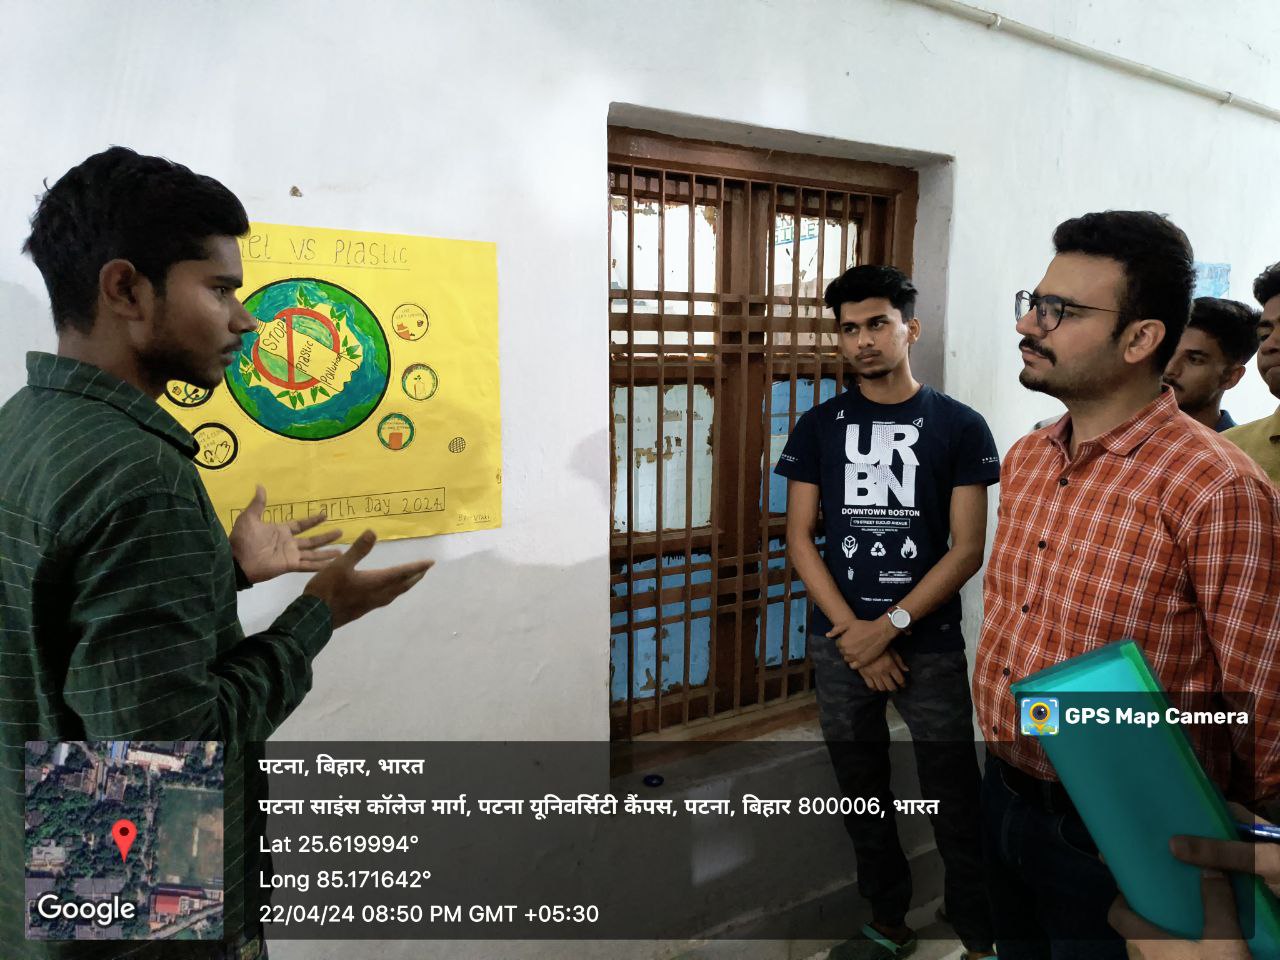 VS Plastic
STOP
Plastic
Pollution
World Earth Day 2024
UR
BN
DOWNTOWN BOSTON
GPS Map Camera
पटना, बिहार, भारत
पटना साइंस कॉलेज मार्ग, पटना यूनिवर्सिटी कैंपस, पटना, बिहार 800006, भारत
Lat 25.619994°
Long 85.171642°
22/04/24 08:50 PM GMT +05:30
Google